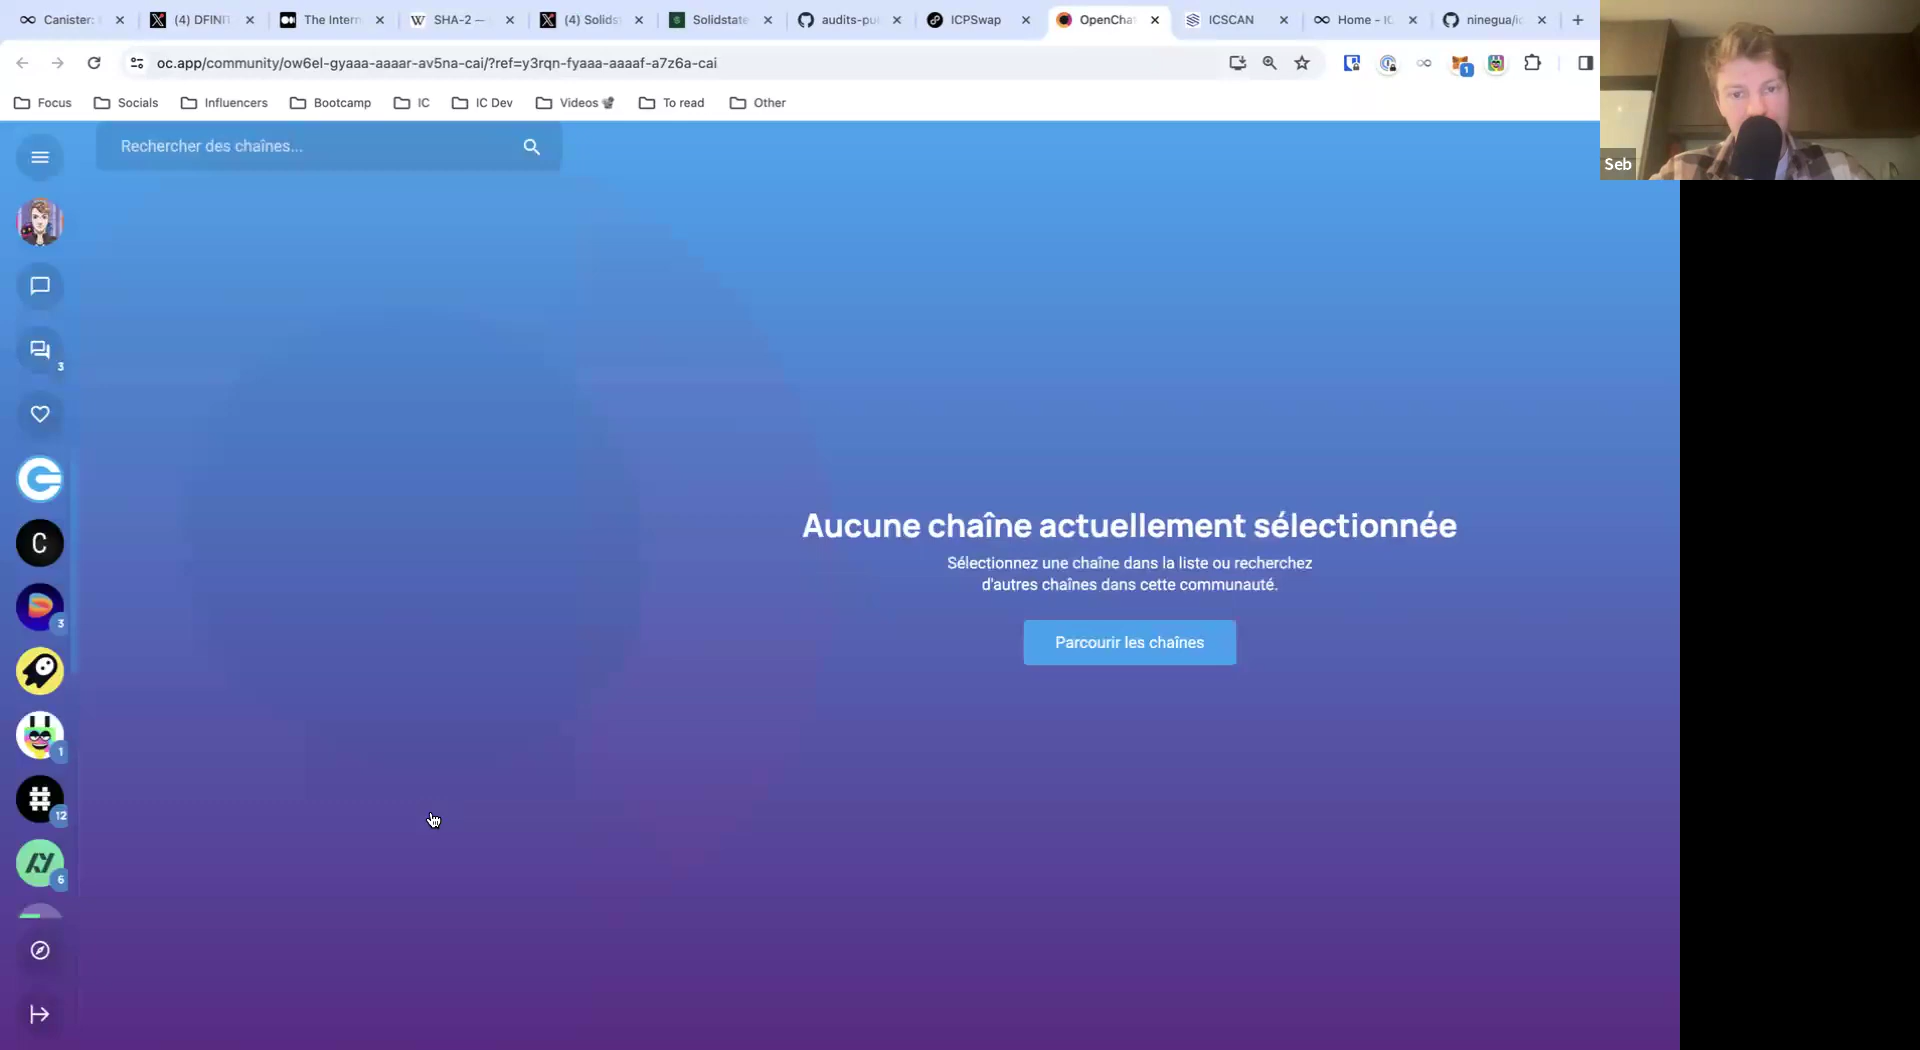 Canister:
(4) DFINI
The Intern
SHA-2 —
(4) Solids
Solidstate
audits-pu
ICPSwap
OpenChat
ICSCAN
Home - IC
ninegua/ic
oc.app/community/ow6el-gyaaa-aaaar-av5na-cai/?ref=y3rqn-fyaaa-aaaaf-a7z6a-cai
1
Focus
Socials
Influencers
Bootcamp
IC
IC Dev
Videos
To read
Other
Seb
Rechercher des chaînes...
3
C
3
1
12
6
Aucune chaîne actuellement sélectionnée
Sélectionnez une chaîne dans la liste ou recherchez
d'autres chaînes dans cette communauté.
Parcourir les chaînes